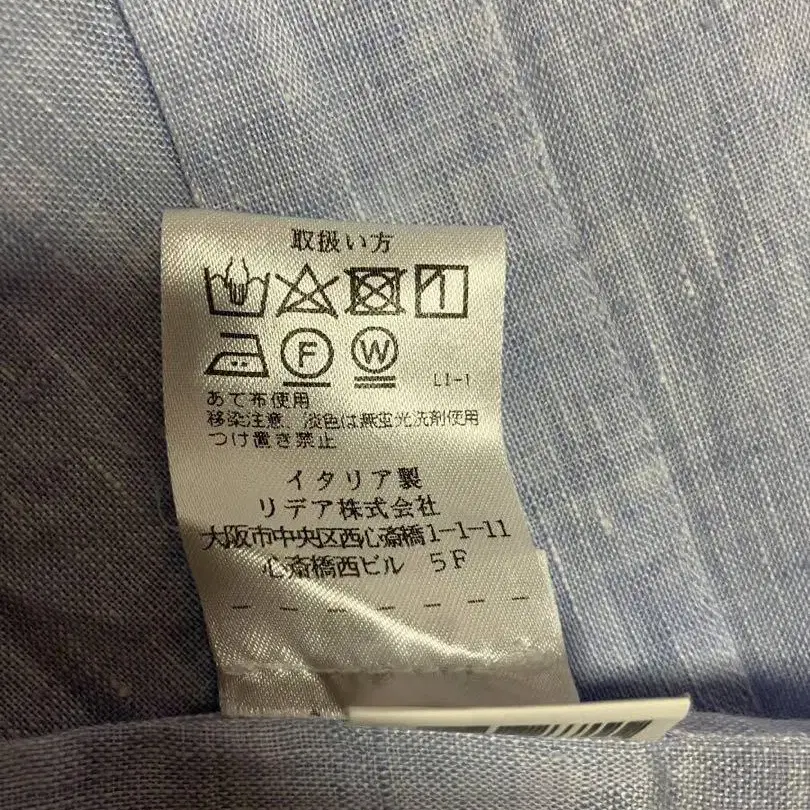 取扱い方
F W
LI-1
あて布使用
移染注意、淡色は無蛍光洗剤使用
つけ置き禁止
イタリア製
リデア株式会社
大阪市中央区西心斎橋1-1-11
心斎橋西ビル 5F